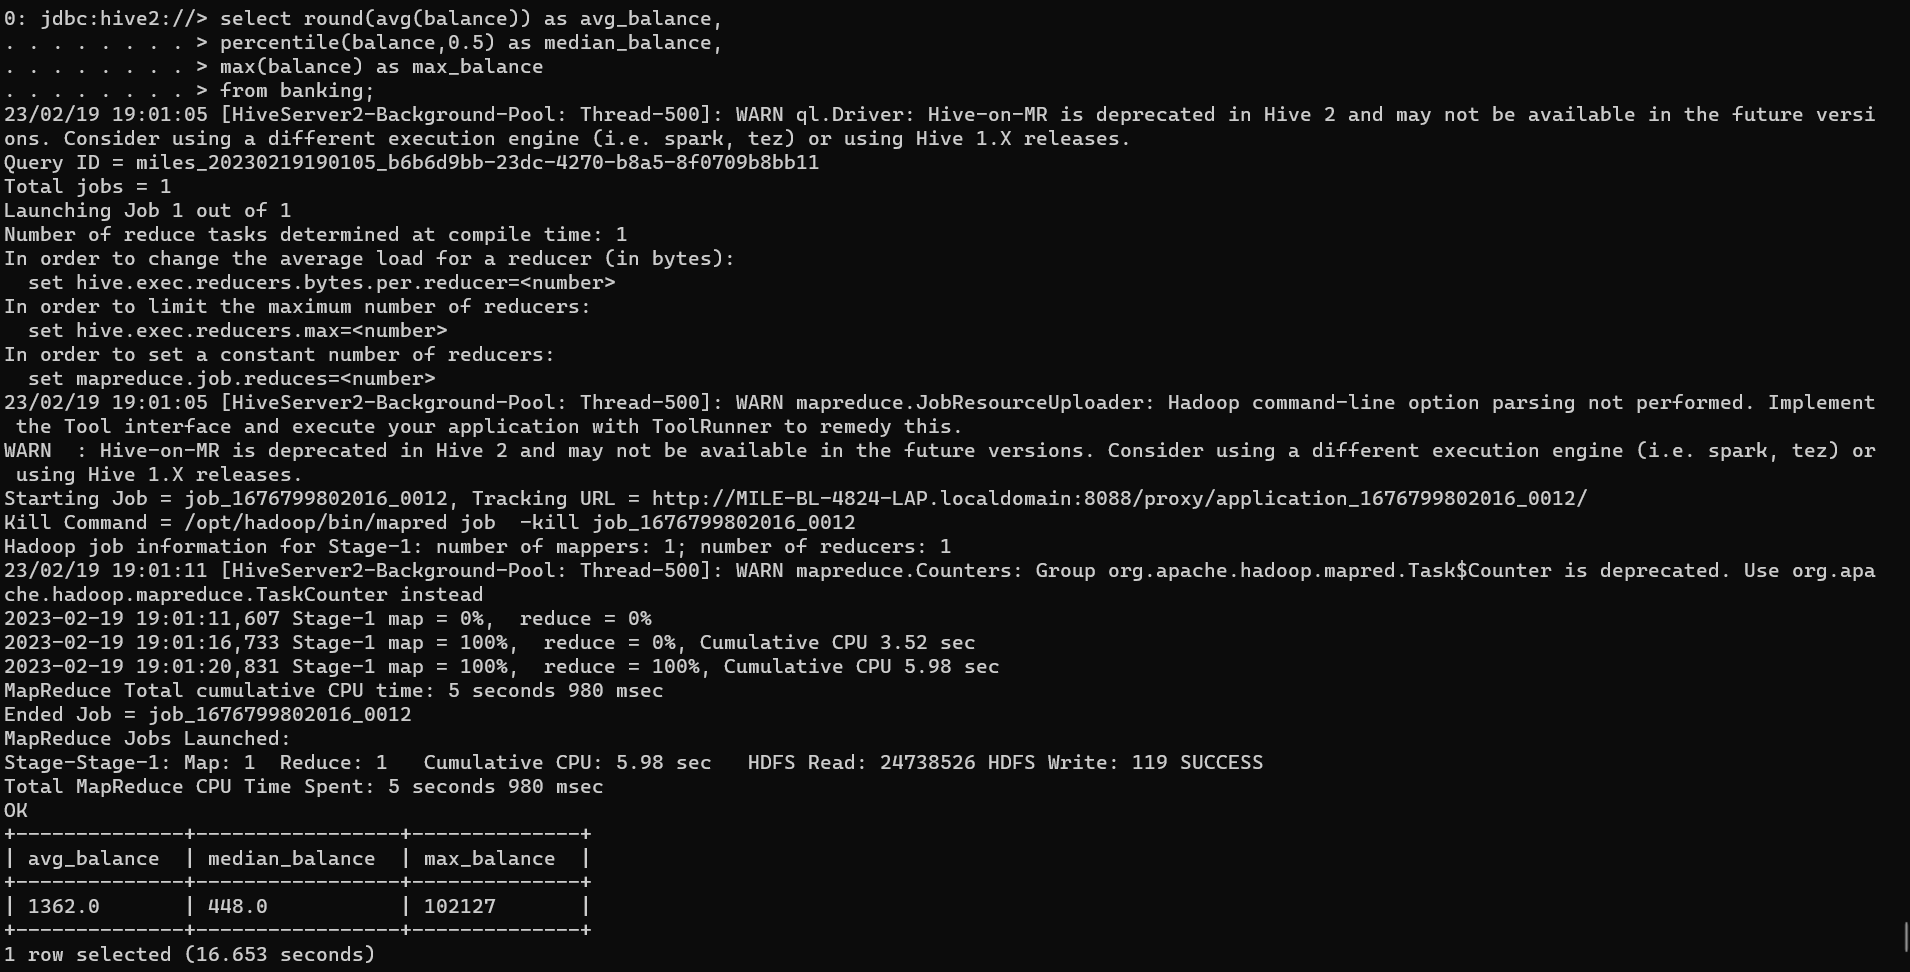 0: jdbc:hive2://> select round(avg(balance)) as avg_balance,
. . . . . . . . > percentile(balance,0.5) as median_balance,
. . . . . . . . > max(balance) as max_balance
. . . . . . . . > from banking;
23/02/19 19:01:05 [HiveServer2-Background-Pool: Thread-500]: WARN ql.Driver: Hive-on-MR is deprecated in Hive 2 and may not be available in the future versi
ons. Consider using a different execution engine (i.e. spark, tez) or using Hive 1.X releases.
Query ID = miles_20230219190105_b6b6d9bb-23dc-4270-b8a5-8f0709b8bb11
Total jobs = 1
Launching Job 1 out of 1
Number of reduce tasks determined at compile time: 1
In order to change the average load for a reducer (in bytes):
  set hive.exec.reducers.bytes.per.reducer=<number>
In order to limit the maximum number of reducers:
  set hive.exec.reducers.max=<number>
In order to set a constant number of reducers:
  set mapreduce.job.reduces=<number>
23/02/19 19:01:05 [HiveServer2-Background-Pool: Thread-500]: WARN mapreduce.JobResourceUploader: Hadoop command-line option parsing not performed. Implement
 the Tool interface and execute your application with ToolRunner to remedy this.
WARN  : Hive-on-MR is deprecated in Hive 2 and may not be available in the future versions. Consider using a different execution engine (i.e. spark, tez) or
 using Hive 1.X releases.
Starting Job = job_1676799802016_0012, Tracking URL = http://MILE-BL-4824-LAP.localdomain:8088/proxy/application_1676799802016_0012/
Kill Command = /opt/hadoop/bin/mapred job  -kill job_1676799802016_0012
Hadoop job information for Stage-1: number of mappers: 1; number of reducers: 1
23/02/19 19:01:11 [HiveServer2-Background-Pool: Thread-500]: WARN mapreduce.Counters: Group org.apache.hadoop.mapred.Task$Counter is deprecated. Use org.apa
che.hadoop.mapreduce.TaskCounter instead
2023-02-19 19:01:11,607 Stage-1 map = 0%,  reduce = 0%
2023-02-19 19:01:16,733 Stage-1 map = 100%,  reduce = 0%, Cumulative CPU 3.52 sec
2023-02-19 19:01:20,831 Stage-1 map = 100%,  reduce = 100%, Cumulative CPU 5.98 sec
MapReduce Total cumulative CPU time: 5 seconds 980 msec
Ended Job = job_1676799802016_0012
MapReduce Jobs Launched:
Stage-Stage-1: Map: 1  Reduce: 1   Cumulative CPU: 5.98 sec   HDFS Read: 24738526 HDFS Write: 119 SUCCESS
Total MapReduce CPU Time Spent: 5 seconds 980 msec
OK
+--------------+-----------------+--------------+
| avg_balance  | median_balance  | max_balance  |
+--------------+-----------------+--------------+
| 1362.0       | 448.0           | 102127       |
+--------------+-----------------+--------------+
1 row selected (16.653 seconds)